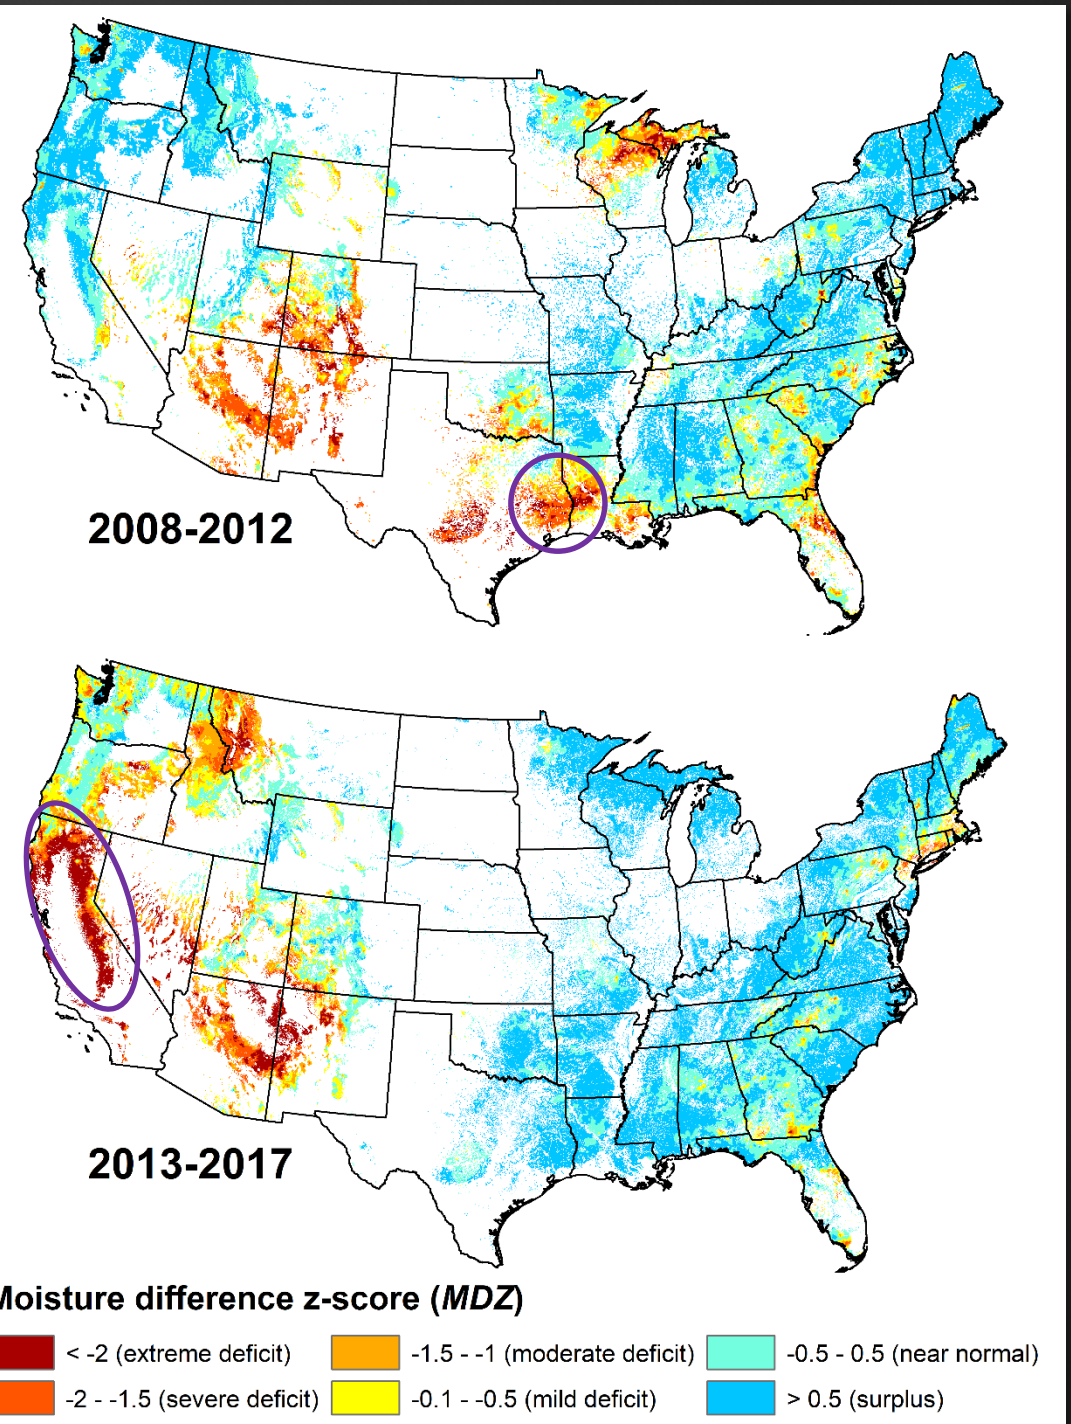 2008-2012
2013-2017
Moisture difference z-score (MDZ)
< -2 (extreme deficit)
-1.5 - -1 (moderate deficit)
-0.5 - 0.5 (near normal)
-2 - -1.5 (severe deficit)
-0.1 - -0.5 (mild deficit)
> 0.5 (surplus)